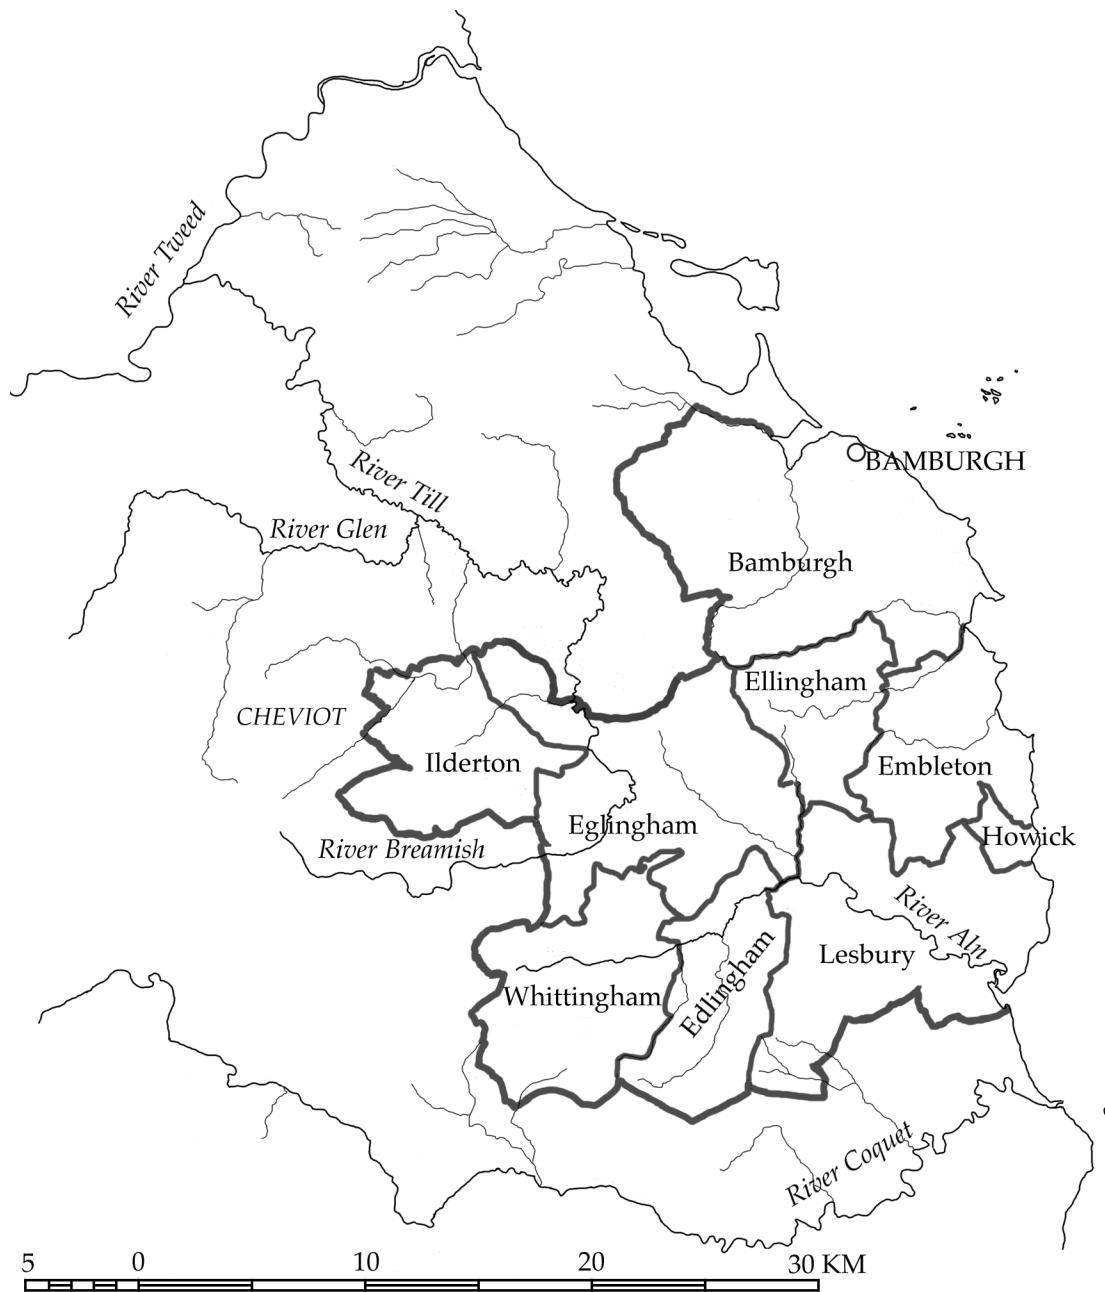 River Tweed
BAMBURGH
River Till
River Glen
Bamburgh
Ellingham
CHEVIOT
Ilderton
Embleton
Eglingham
Howick
River Breamish
River Aln
Lesbury
Edlingham
Whittingham
River Coquet
5 0 10 20 30 KM